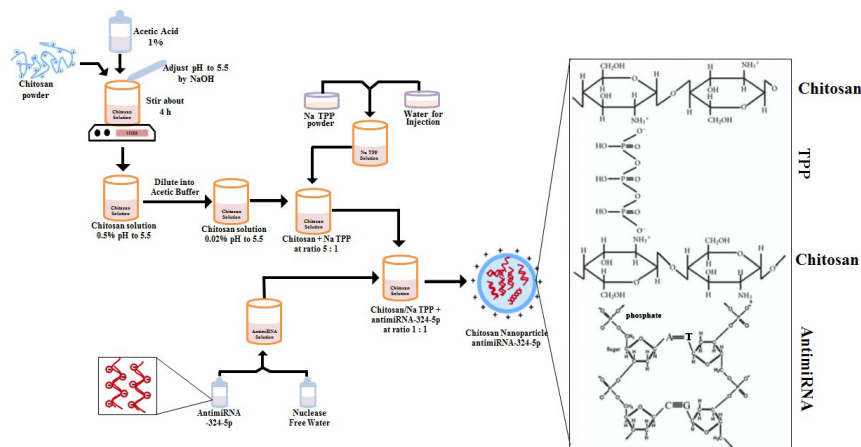 Acetic Acid
1%
Chitosan
powder
Adjust pH to 5.5
by NaOH
Stir about
4 h
Chitosan
Solution
Na TPP
powder
Water for
Injection
Na TPP
Solution
Chitosan
Solution
Chitosan solution
0.5% pH to 5.5
Dilute into
Acetic Buffer
Chitosan
Solution
Chitosan solution
0.02% pH to 5.5
Chitosan
Solution
Chitosan + Na TPP
at ratio 5 : 1
Chitosan
Solution
Chitosan/Na TPP +
antimiRNA-324-5p
at ratio 1 : 1
AntimiRNA
Solution
AntimiRNA
-324-5p
Nuclease
Free Water
Chitosan Nanoparticle
antimiRNA-324-5p
Chitosan
TPP
Chitosan
AntimiRNA
CH₂OH
NH₃⁺
OH
HO-P=O
HO-P=O
HO-P=O
phosphate
Sugar
A=T
C≡G